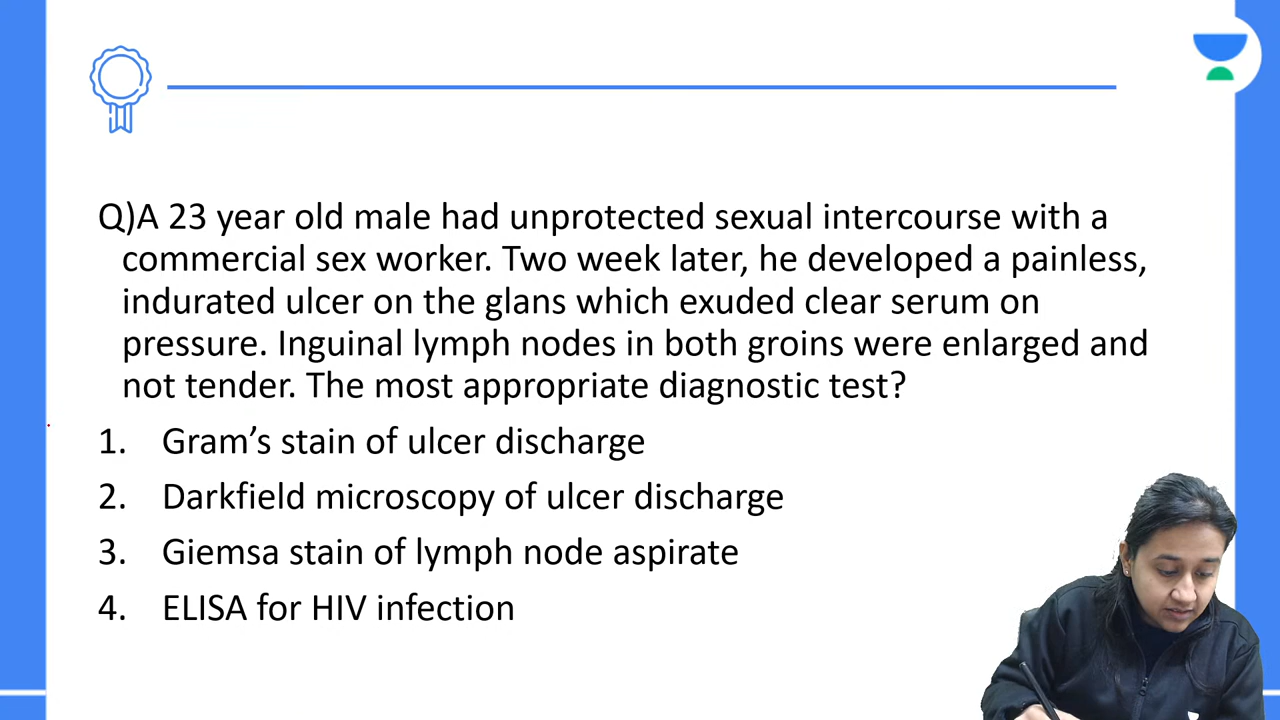 Q)A 23 year old male had unprotected sexual intercourse with a
commercial sex worker. Two week later, he developed a painless,
indurated ulcer on the glans which exuded clear serum on
pressure. Inguinal lymph nodes in both groins were enlarged and
not tender. The most appropriate diagnostic test?
1. Gram’s stain of ulcer discharge
2. Darkfield microscopy of ulcer discharge
3. Giemsa stain of lymph node aspirate
4. ELISA for HIV infection